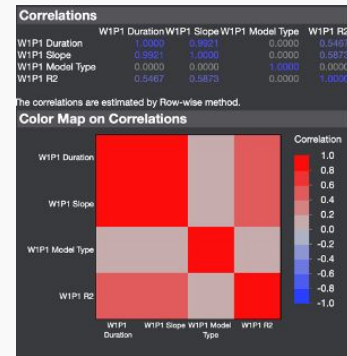 Correlations
W1P1 Duration W1P1 Slope W1P1 Model Type W1P1 R2
W1P1 Duration 1.0000 0.9921 0.0000 0.5467
W1P1 Slope 0.9921 1.0000 0.0000 0.5873
W1P1 Model Type 0.0000 0.0000 1.0000 0.0000
W1P1 R2 0.5467 0.5873 0.0000 1.0000
The correlations are estimated by Row-wise method.
Color Map on Correlations
Correlation
W1P1 Duration
W1P1 Slope
W1P1 Model Type
W1P1 R2
1.0
0.8
0.6
0.4
0.2
0.0
-0.2
-0.4
-0.6
-0.8
-1.0
W1P1 Duration
W1P1 Slope
W1P1 Model Type
W1P1 R2